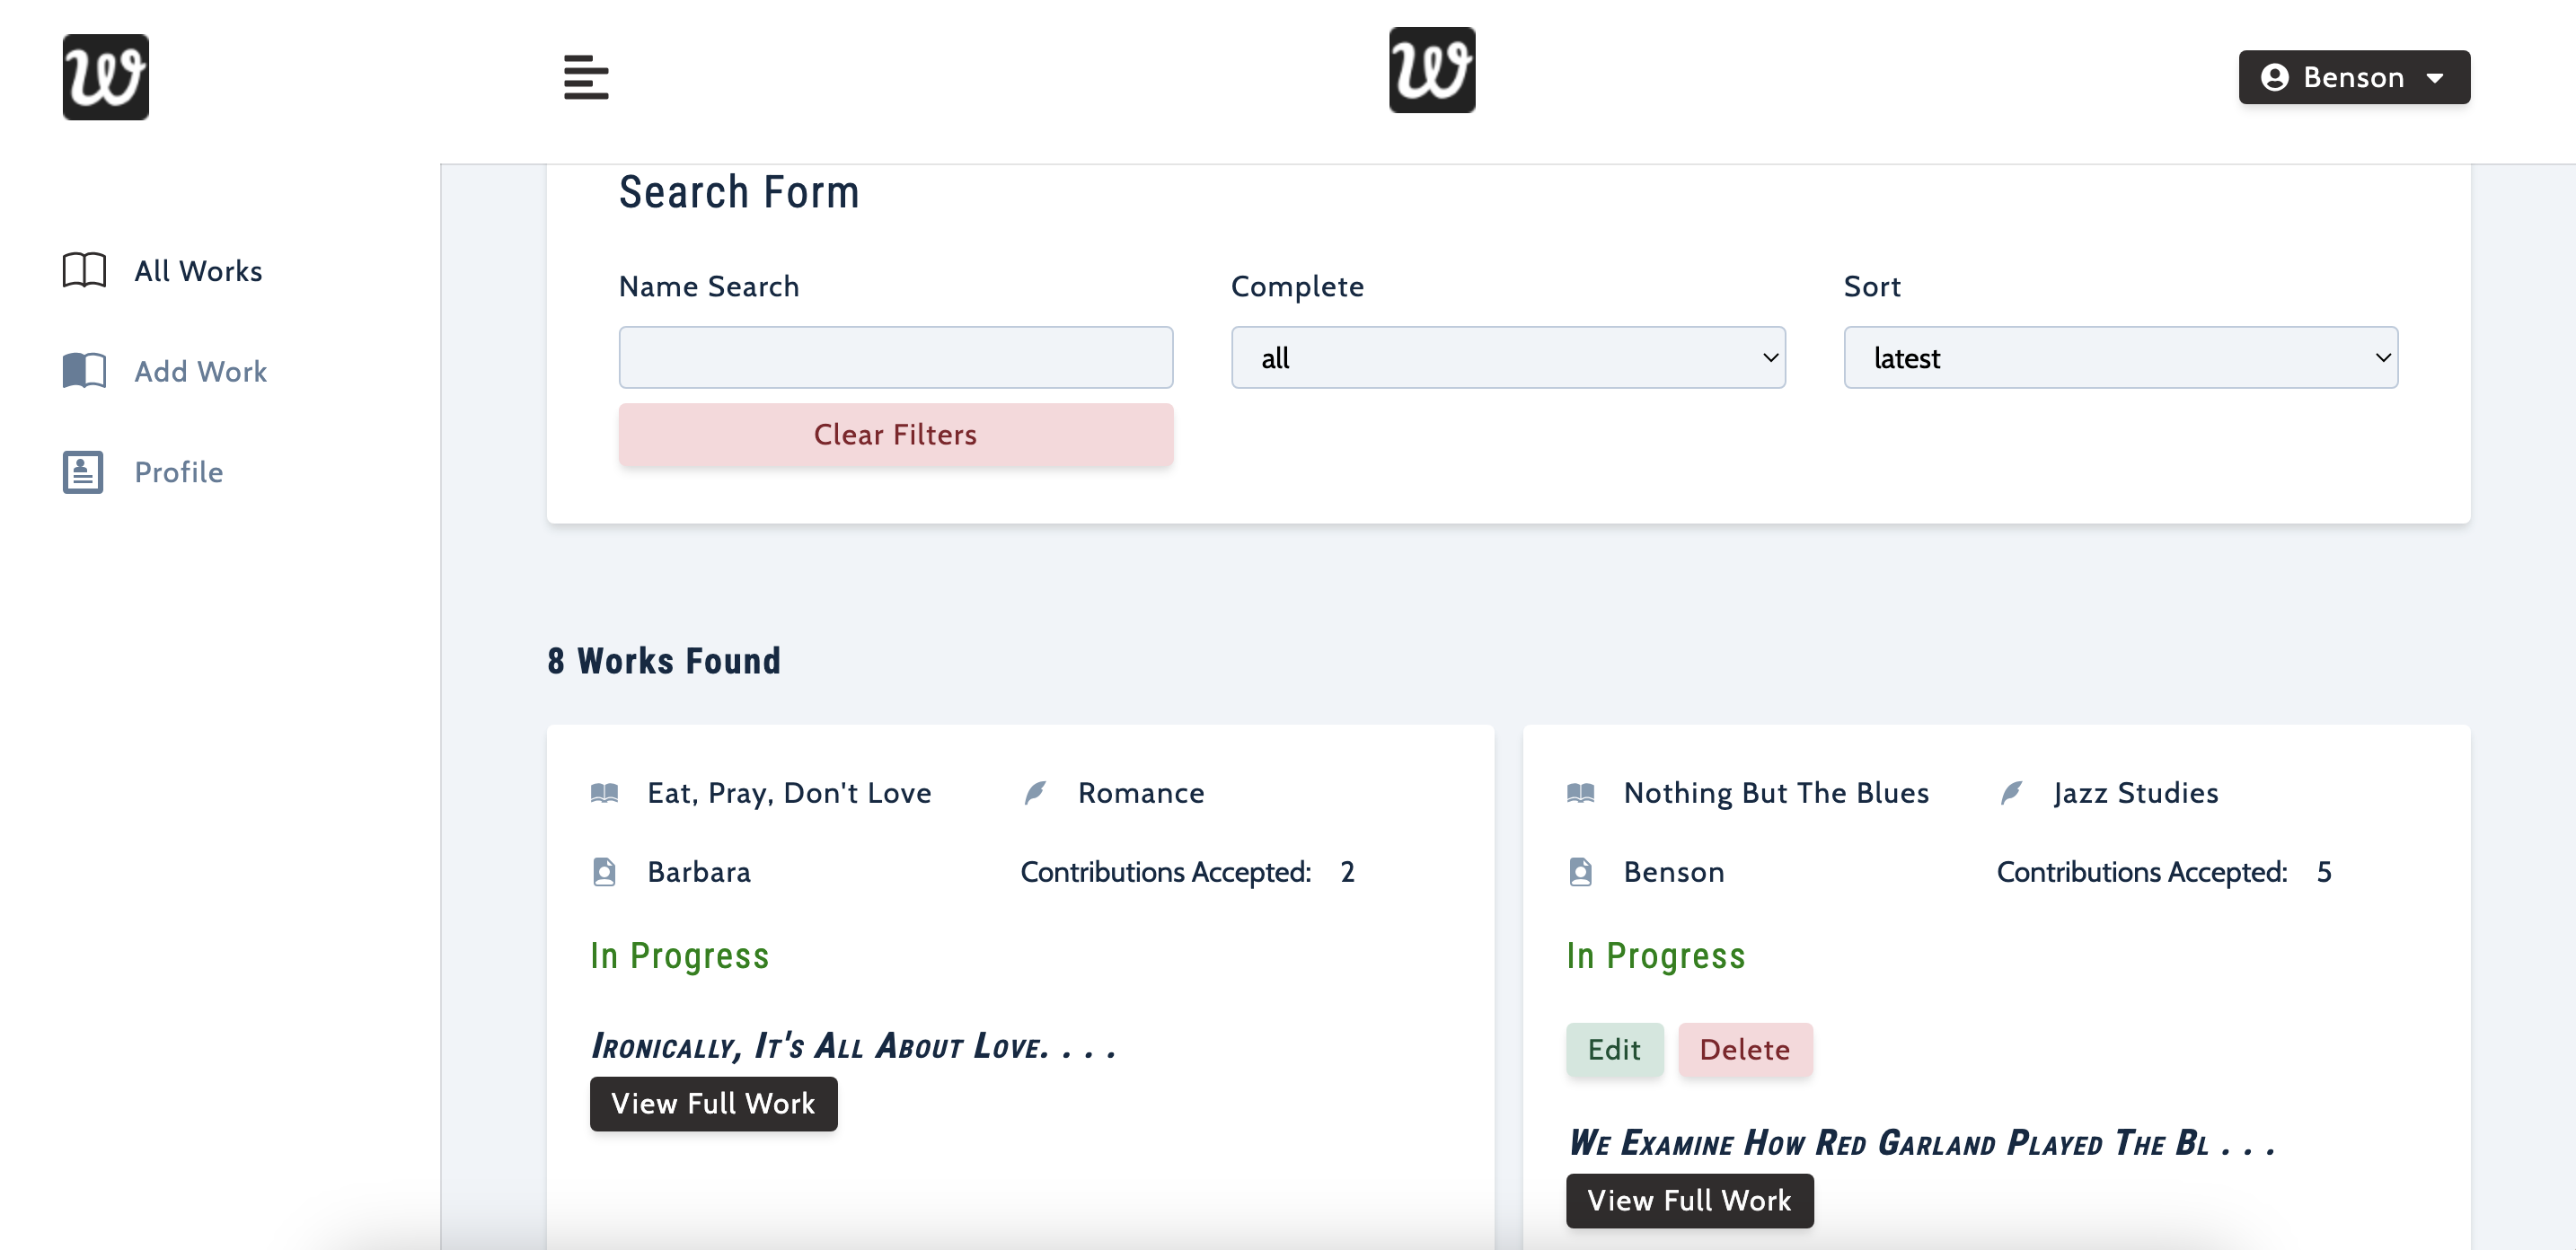 W
W
Benson
All Works
Add Work
Profile
Search Form
Name Search
Complete
Sort
all
latest
Clear Filters
8 Works Found
Eat, Pray, Don't Love
Romance
Barbara
Contributions Accepted: 2
In Progress
Ironically, It's All About Love. . . .
View Full Work
Nothing But The Blues
Jazz Studies
Benson
Contributions Accepted: 5
In Progress
Edit
Delete
We Examine How Red Garland Played The Bl . . .
View Full Work